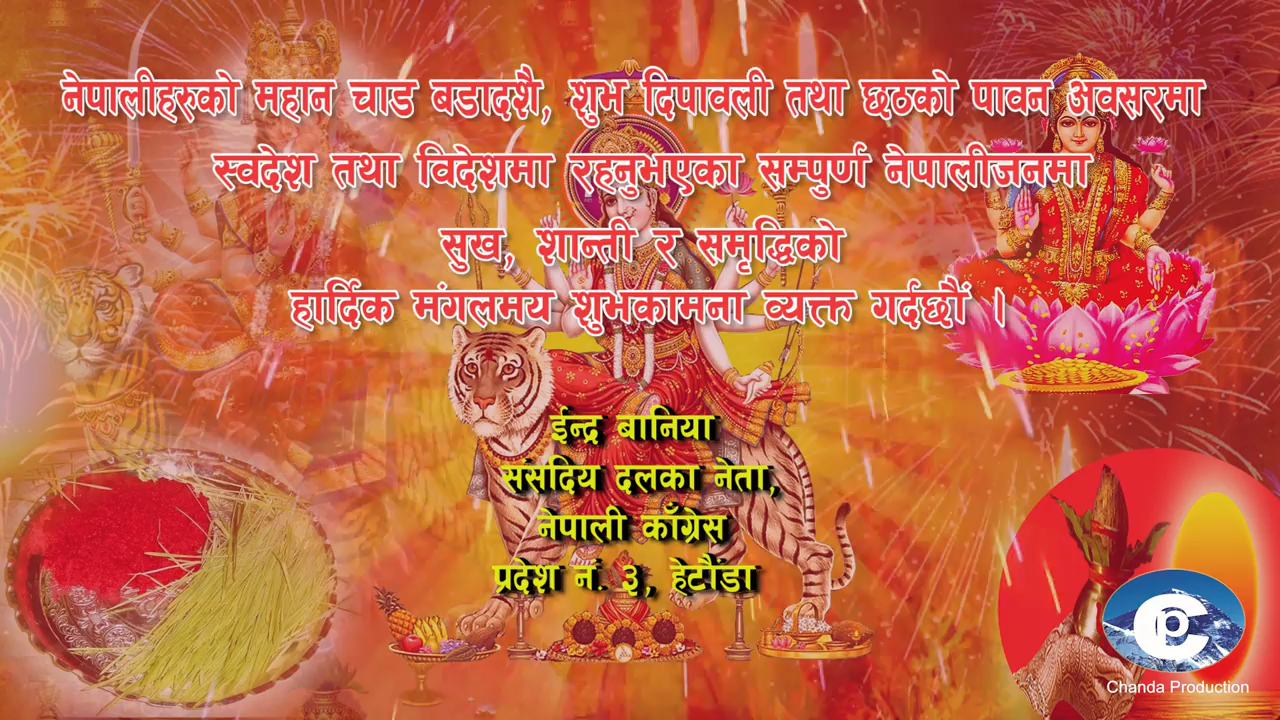 नेपालीहरुको महान चाड बडादशै, शुभ दिपावली तथा छठको पावन अवसरमा
स्वदेश तथा विदेशमा रहनुभएका सम्पुर्ण नेपालीजनमा
सुख, शान्ती र समृद्धिको
हार्दिक मंगलमय शुभकामना व्यक्त गर्दछौं ।
ईन्द्र बानिया
संसदिय दलका नेता,
नेपाली काँग्रेस
प्रदेश नं. ३, हेटौंडा
CP
Chanda Production